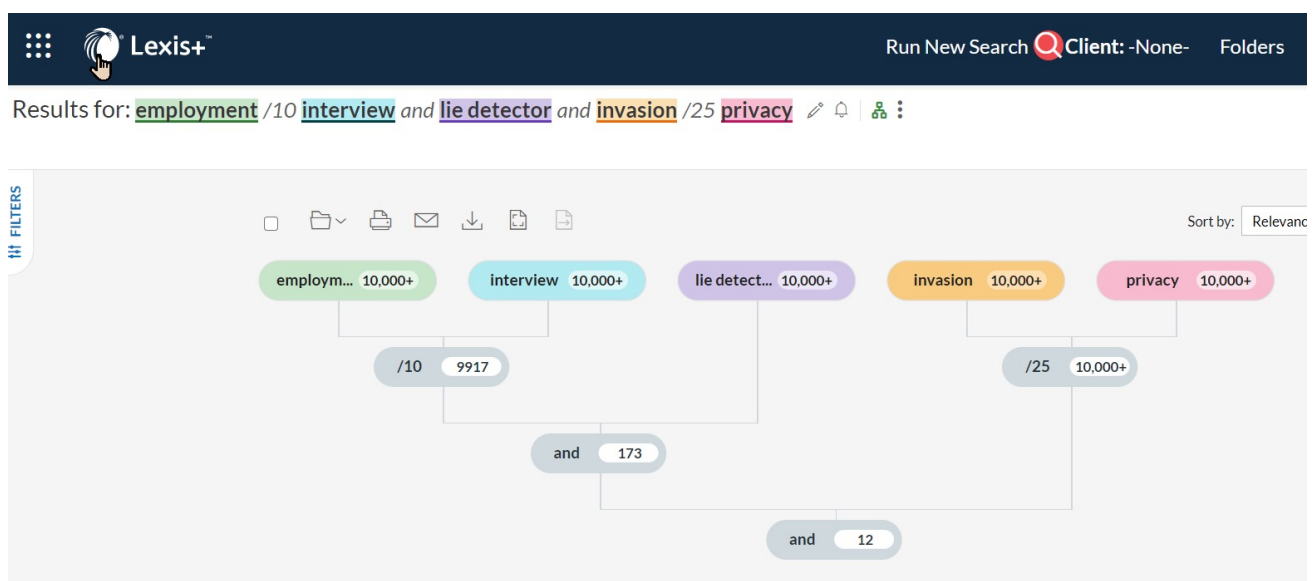 Lexis+™ Run New Search Client: -None- Folders
Results for: employment /10 interview and lie detector and invasion /25 privacy
FILTERS
Sort by: Relevanc
employm... 10,000+ interview 10,000+ lie detect... 10,000+ invasion 10,000+ privacy 10,000+
/10 9917 /25 10,000+
and 173
and 12